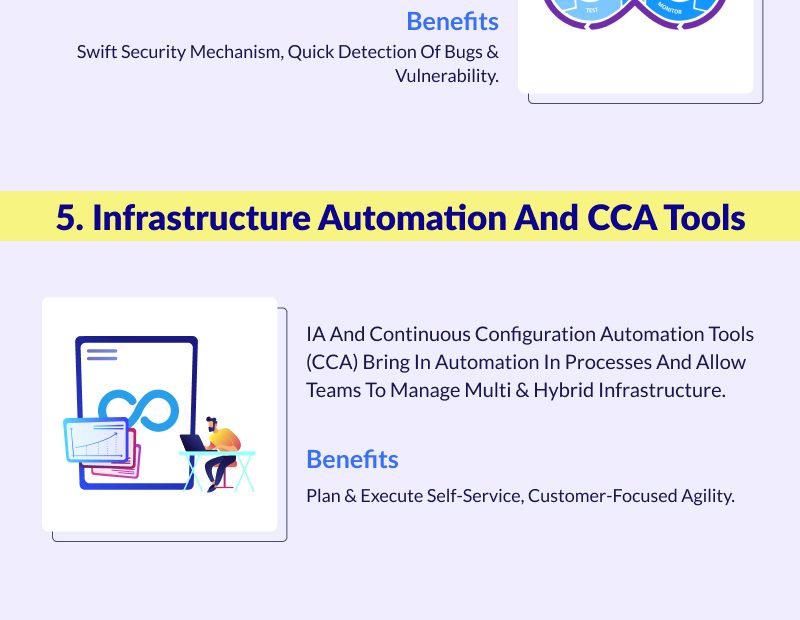 Benefits
Swift Security Mechanism, Quick Detection Of Bugs &
Vulnerability.
TEST
MONITOR
5. Infrastructure Automation And CCA Tools
IA And Continuous Configuration Automation Tools
(CCA) Bring In Automation In Processes And Allow
Teams To Manage Multi & Hybrid Infrastructure.
Benefits
Plan & Execute Self-Service, Customer-Focused Agility.